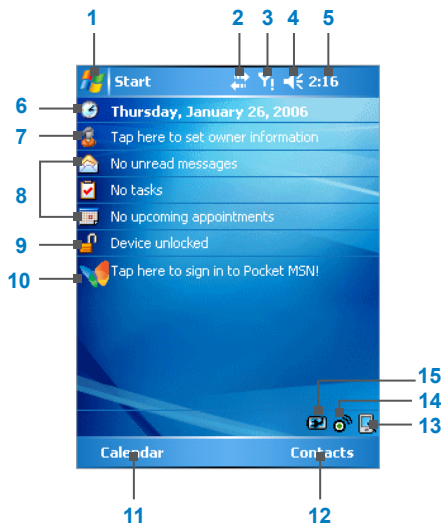 1 2 3 4 5
Start 2:16
6 Thursday, January 26, 2006
7 Tap here to set owner information
No unread messages
8 No tasks
No upcoming appointments
9 Device unlocked
10 Tap here to sign in to Pocket MSN!
15
14
13
Calendar Contacts
11 12